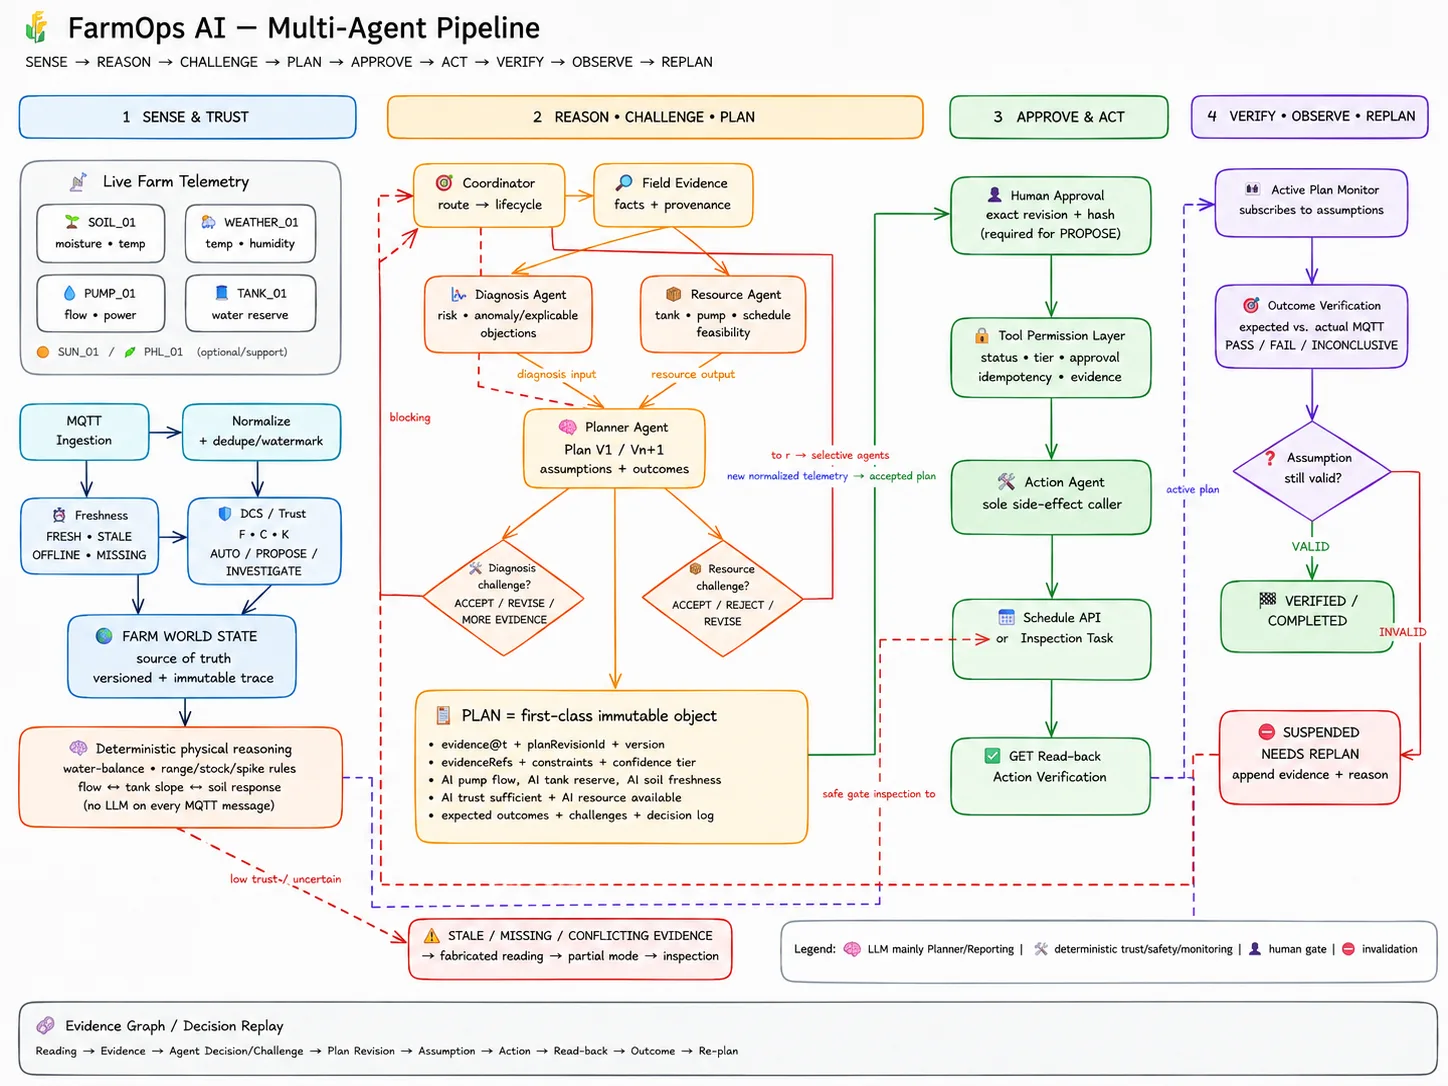 FarmOps AI — Multi-Agent Pipeline
SENSE → REASON → CHALLENGE → PLAN → APPROVE → ACT → VERIFY → OBSERVE → REPLAN
1 SENSE & TRUST
2 REASON • CHALLENGE • PLAN
3 APPROVE & ACT
4 VERIFY • OBSERVE • REPLAN
Live Farm Telemetry
SOIL_01
moisture • temp
WEATHER_01
temp • humidity
PUMP_01
flow • power
TANK_01
water reserve
SUN_01 / PHL_01 (optional/support)
MQTT
Ingestion
Normalize
+ dedupe/watermark
Freshness
FRESH • STALE
OFFLINE • MISSING
DCS / Trust
F • C • K
AUTO / PROPOSE /
INVESTIGATE
FARM WORLD STATE
source of truth
versioned + immutable trace
Deterministic physical reasoning
water-balance • range/stock/spike rules
flow ↔ tank slope ↔ soil response
(no LLM on every MQTT message)
low trust-/ uncertain
Coordinator
route → lifecycle
Field Evidence
facts + provenance
Diagnosis Agent
risk • anomaly/explicable
objections
Resource Agent
tank • pump • schedule
feasibility
diagnosis input
resource output
blocking
Planner Agent
Plan V1 / Vn+1
assumptions + outcomes
to r → selective agents
new normalized telemetry → accepted plan
Diagnosis
challenge?
ACCEPT / REVISE /
MORE EVIDENCE
Resource
challenge?
ACCEPT / REJECT /
REVISE
PLAN = first-class immutable object
• evidence@t + planRevisionId + version
• evidenceRefs + constraints + confidence tier
• AI pump flow, AI tank reserve, AI soil freshness
• AI trust sufficient + AI resource available
• expected outcomes + challenges + decision log
safe gate inspection to
STALE / MISSING / CONFLICTING EVIDENCE
→ fabricated reading → partial mode → inspection
Human Approval
exact revision + hash
(required for PROPOSE)
Tool Permission Layer
status • tier • approval
idempotency • evidence
Action Agent
sole side-effect caller
Schedule API
or Inspection Task
GET Read-back
Action Verification
Active Plan Monitor
subscribes to assumptions
Outcome Verification
expected vs. actual MQTT
PASS / FAIL / INCONCLUSIVE
active plan
Assumption
still valid?
VALID
VERIFIED /
COMPLETED
INVALID
SUSPENDED
NEEDS REPLAN
append evidence + reason
Legend: LLM mainly Planner/Reporting | deterministic trust/safety/monitoring | human gate | invalidation
Evidence Graph / Decision Replay
Reading → Evidence → Agent Decision/Challenge → Plan Revision → Assumption → Action → Read-back → Outcome → Re-plan